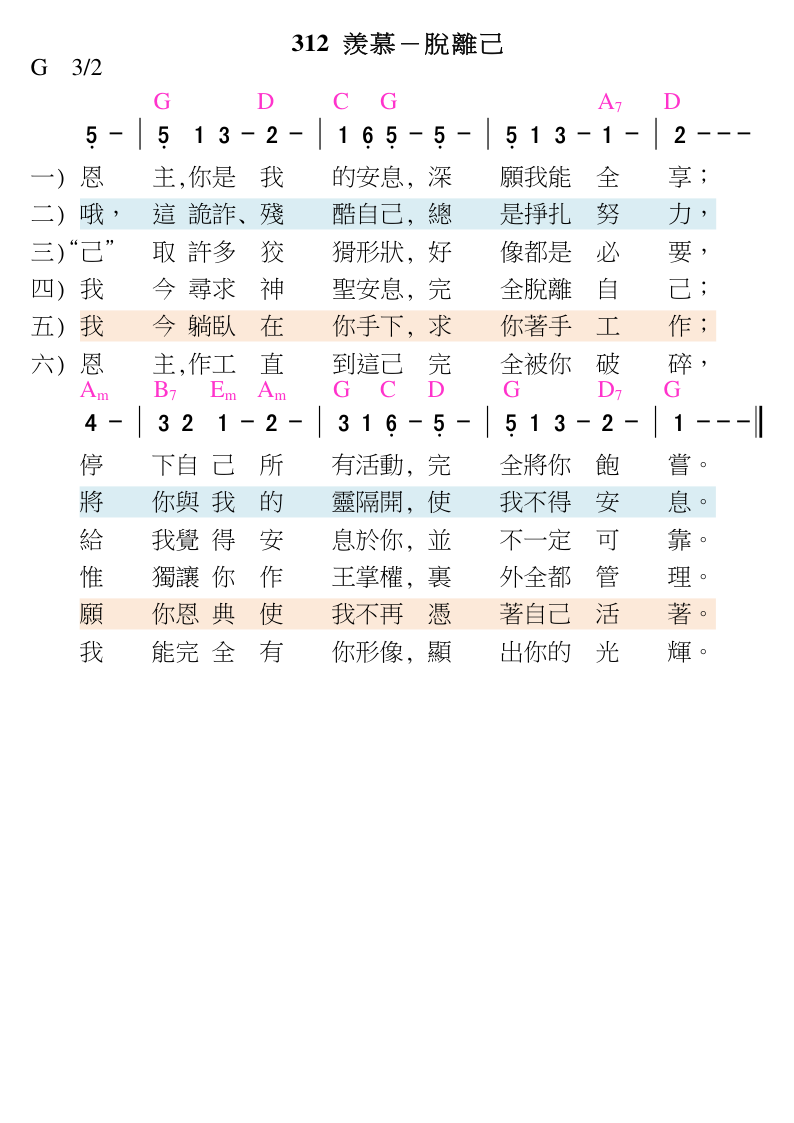 312 羨慕－脫離己
G 3/2
G D C G A7 D
5 － | 5 1 3 － 2 － | 1 6 5 － 5 － | 5 1 3 － 1 － | 2 － － －
一) 恩 主,你是 我 的安息, 深 願我能 全 享；
二) 哦， 這 詭詐、殘 酷自己, 總 是掙扎 努 力，
三)“己” 取 許多 狡 猾形狀, 好 像都是 必 要，
四) 我 今 尋求 神 聖安息, 完 全脫離 自 己；
五) 我 今 躺臥 在 你手下, 求 你著手 工 作；
六) 恩 主,作工 直 到這己 完 全被你 破 碎，
Am B7 Em Am G C D G D7 G
4 － | 3 2 1 － 2 － | 3 1 6 － 5 － | 5 1 3 － 2 － | 1 － － － ‖
停 下自 己 所 有活動, 完 全將你 飽 嘗。
將 你與 我 的 靈隔開, 使 我不得 安 息。
給 我覺 得 安 息於你, 並 不一定 可 靠。
惟 獨讓 你 作 王掌權, 裏 外全都 管 理。
願 你恩 典 使 我不再 憑 著自己 活 著。
我 能完 全 有 你形像, 顯 出你的 光 輝。